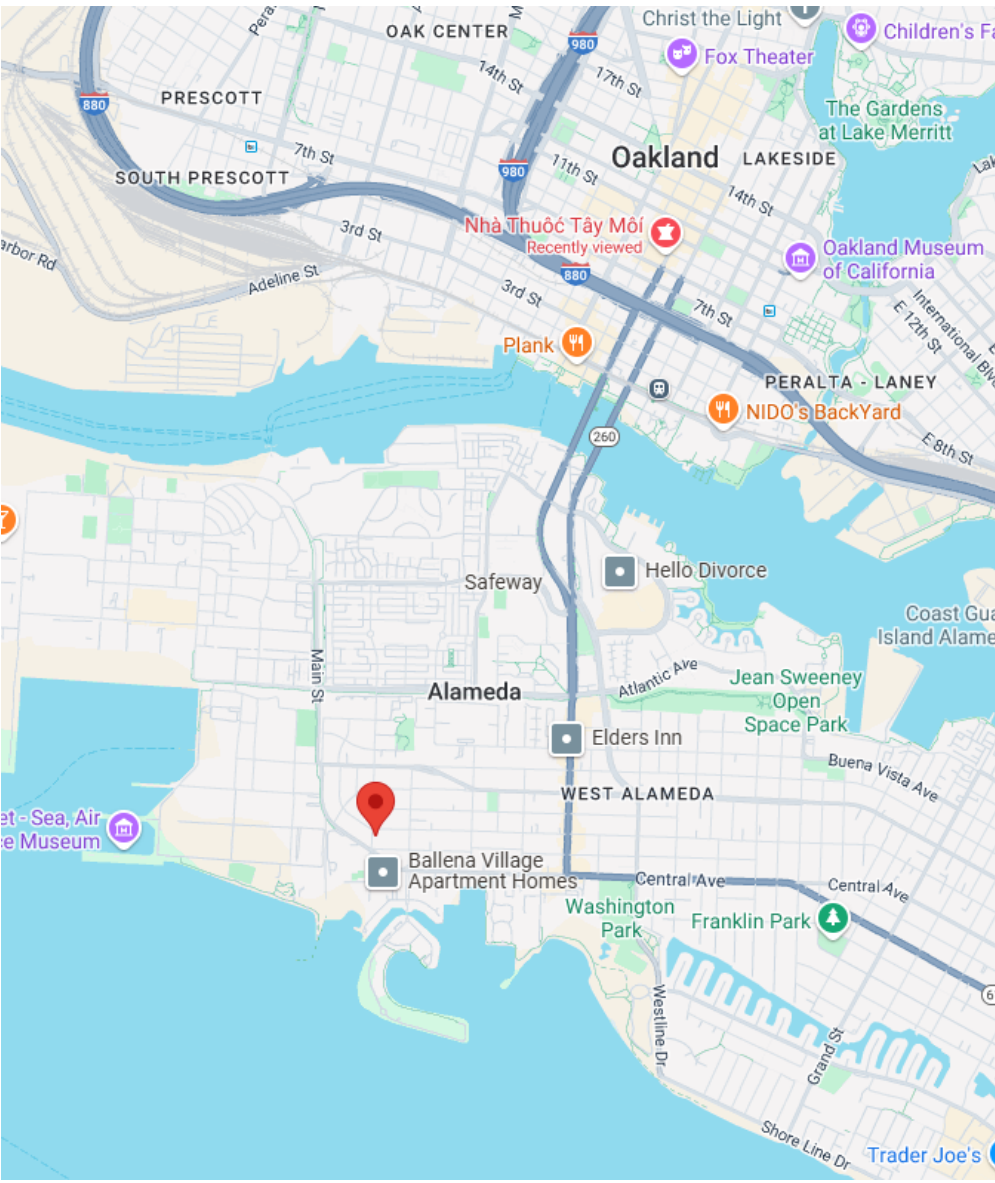 Christ the Light
Children's Fa
OAK CENTER
980
Fox Theater
17th St
14th St
880
PRESCOTT
The Gardens
at Lake Merritt
7th St
Oakland
LAKESIDE
11th St
980
SOUTH PRESCOTT
14th St
3rd St
Nhà Thuốc Tây Mới
Recently viewed
Oakland Museum
of California
arbor Rd
Adeline St
880
3rd St
7th St
E 12th St
International Blv
Plank
PERALTA - LANEY
NIDO's BackYard
260
E 8th St
Safeway
Hello Divorce
Coast Gua
Island Alame
Main St
Atlantic Ave
Alameda
Jean Sweeney
Open
Space Park
Elders Inn
Buena Vista Ave
WEST ALAMEDA
et - Sea, Air
ce Museum
Ballena Village
Apartment Homes
Central Ave
Central Ave
Washington
Park
Franklin Park
Westline Dr
Grand St
Shore Line Dr
Trader Joe's